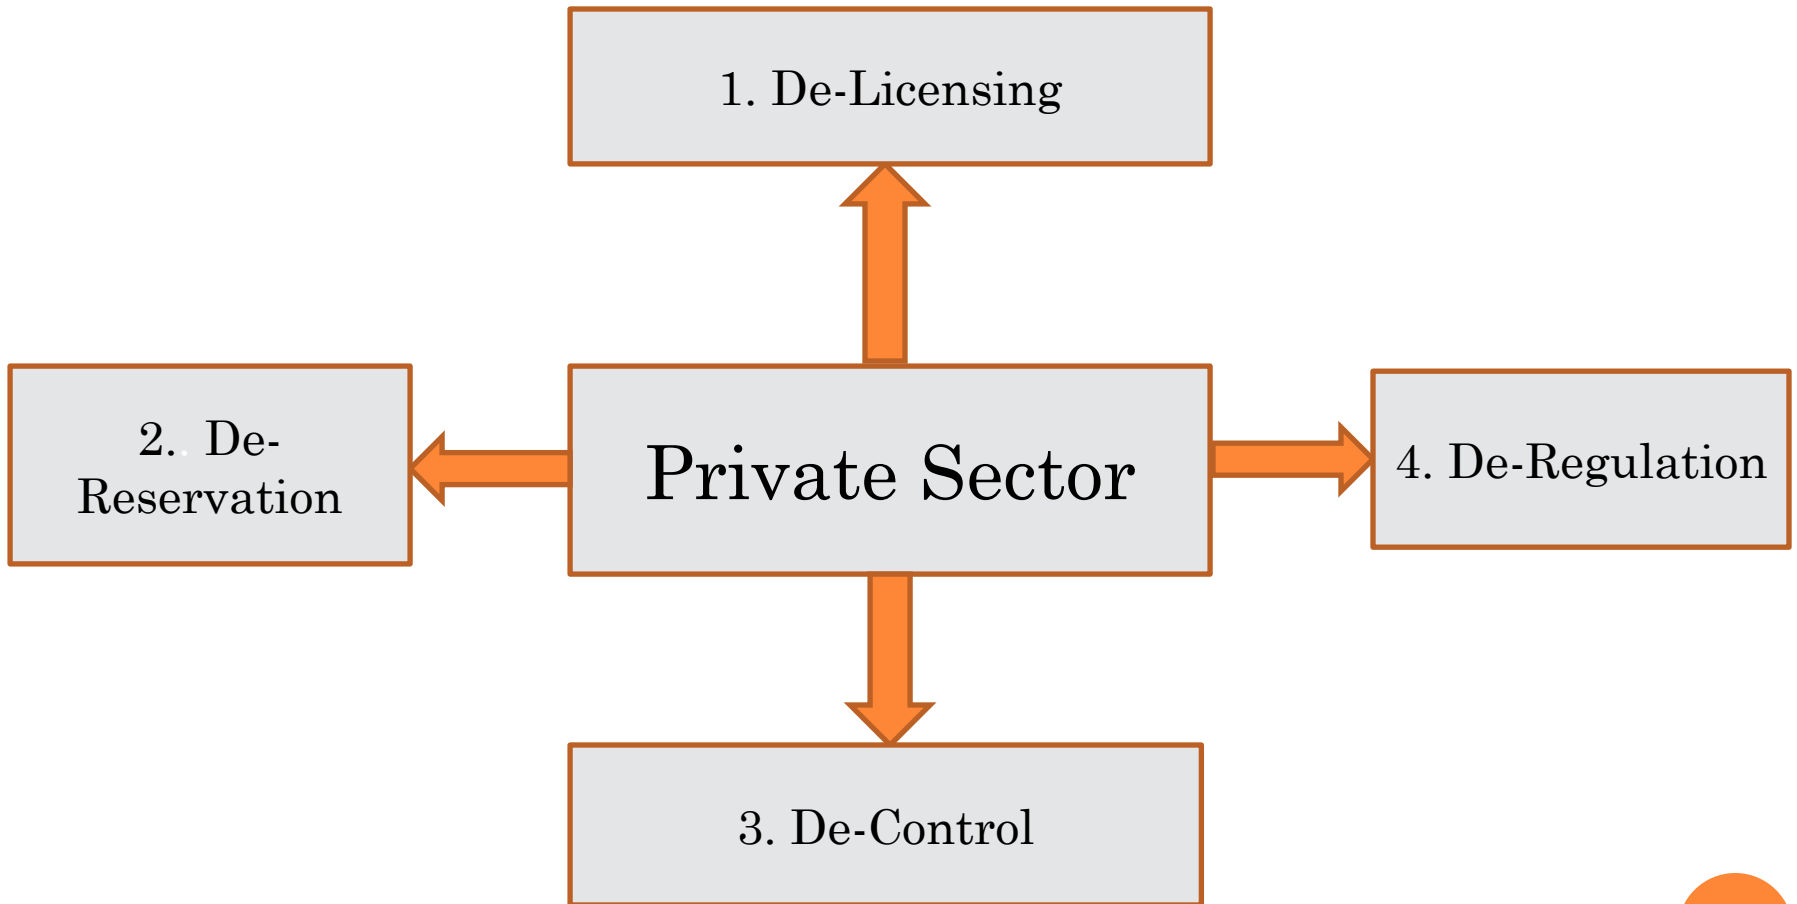 1. De-Licensing
2.. De-
Reservation
Private Sector
4. De-Regulation
3. De-Control